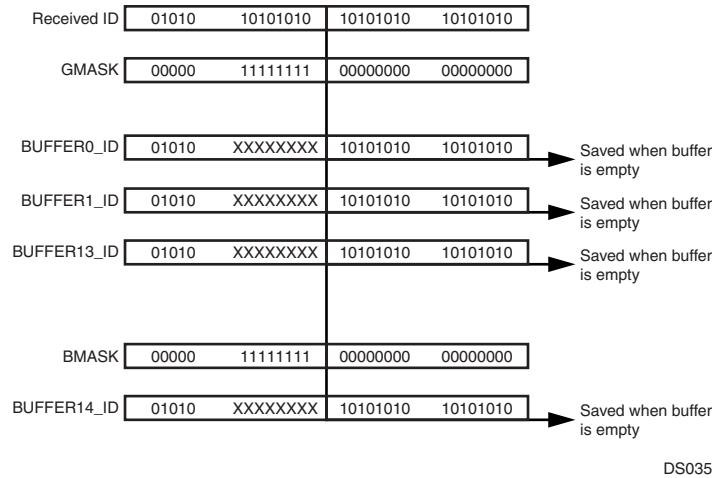 Received ID 01010 10101010 10101010 10101010
GMASK 00000 11111111 00000000 00000000
BUFFER0_ID 01010 XXXXXXXX 10101010 10101010
Saved when buffer
is empty
BUFFER1_ID 01010 XXXXXXXX 10101010 10101010
Saved when buffer
is empty
BUFFER13_ID 01010 XXXXXXXX 10101010 10101010
Saved when buffer
is empty
BMASK 00000 11111111 00000000 00000000
BUFFER14_ID 01010 XXXXXXXX 10101010 10101010
Saved when buffer
is empty
DS035